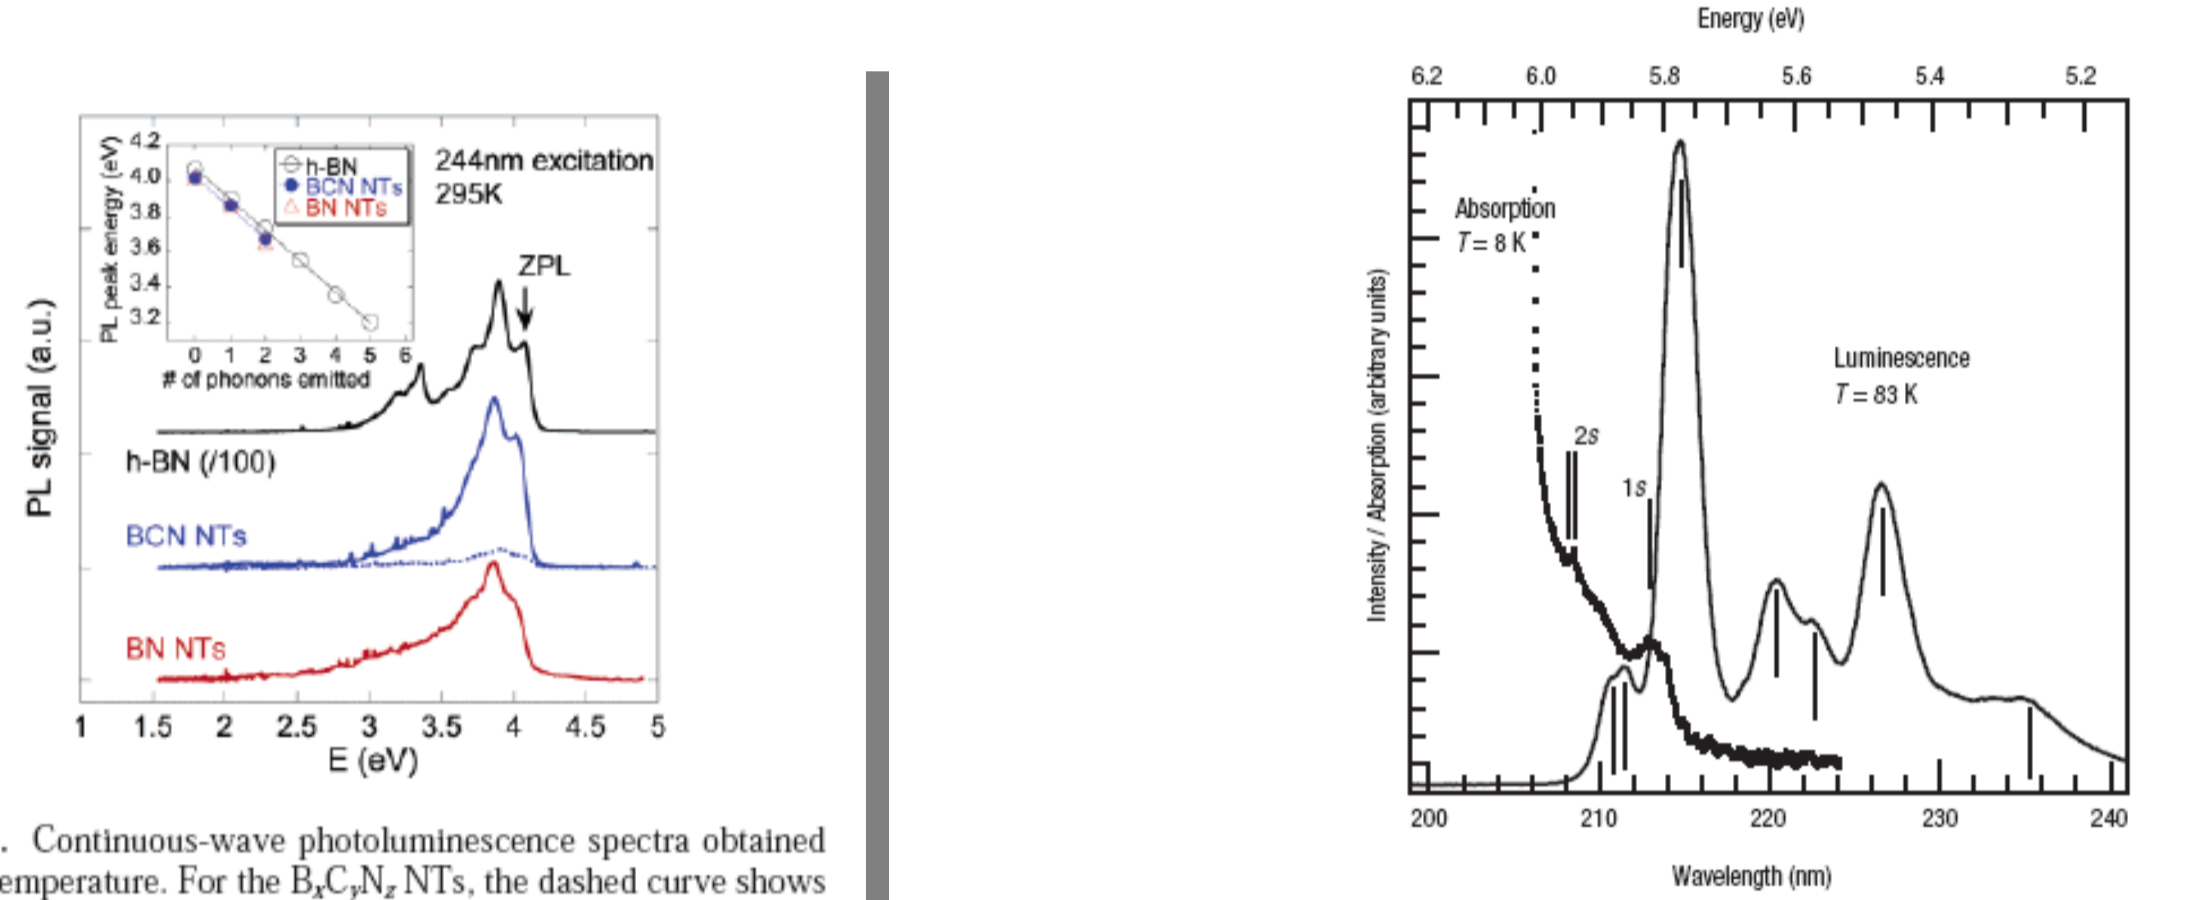 4.2
4.0
3.8
3.6
3.4
3.2
PL peak energy (eV)
h-BN
BCN NTs
BN NTs
0 1 2 3 4 5 6
# of phonons emitted
244nm excitation
295K
ZPL
PL signal (a.u.)
h-BN (/100)
BCN NTs
BN NTs
1 1.5 2 2.5 3 3.5 4 4.5 5
E (eV)
. Continuous-wave photoluminescence spectra obtained
emperature. For the BxCyNz NTs, the dashed curve shows
Energy (eV)
6.2 6.0 5.8 5.6 5.4 5.2
Absorption
T = 8 K
2s
1s
Luminescence
T = 83 K
Intensity / Absorption (arbitrary units)
200 210 220 230 240
Wavelength (nm)